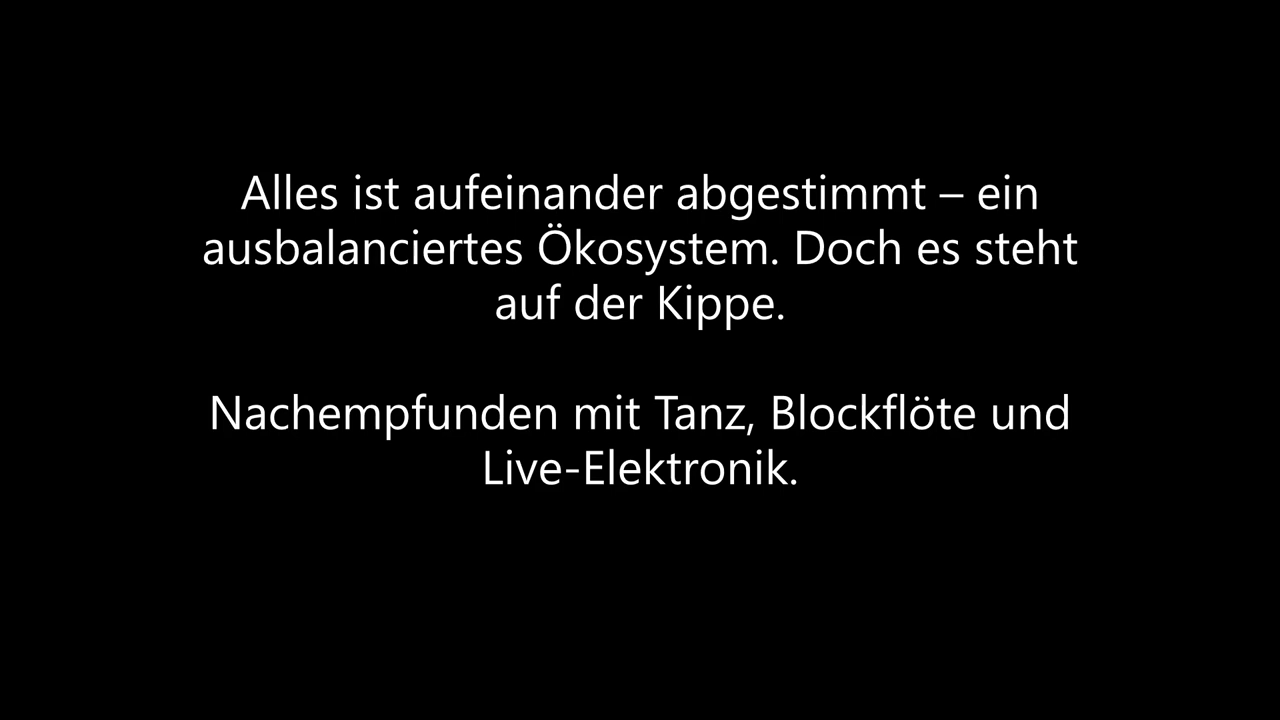 Alles ist aufeinander abgestimmt – ein
ausbalanciertes Ökosystem. Doch es steht
auf der Kippe.
Nachempfunden mit Tanz, Blockflöte und
Live-Elektronik.